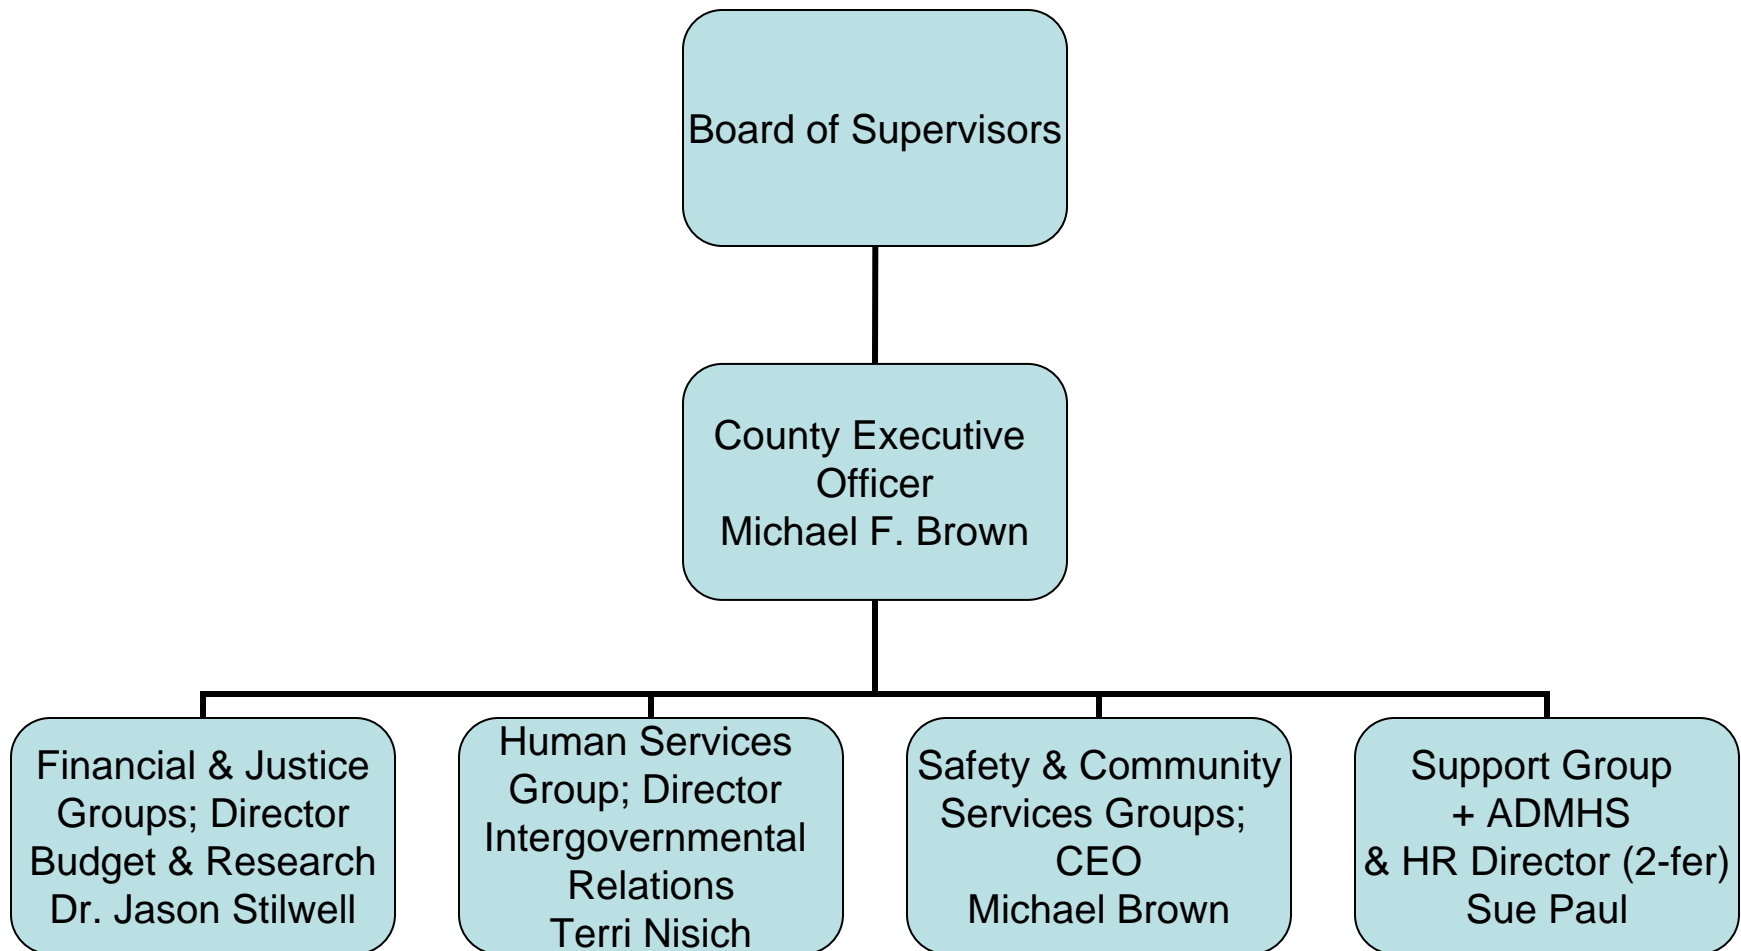 Board of Supervisors
County Executive
Officer
Michael F. Brown
Financial & Justice
Groups; Director
Budget & Research
Dr. Jason Stilwell
Human Services
Group; Director
Intergovernmental
Relations
Terri Nisich
Safety & Community
Services Groups;
CEO
Michael Brown
Support Group
+ ADMHS
& HR Director (2-fer)
Sue Paul